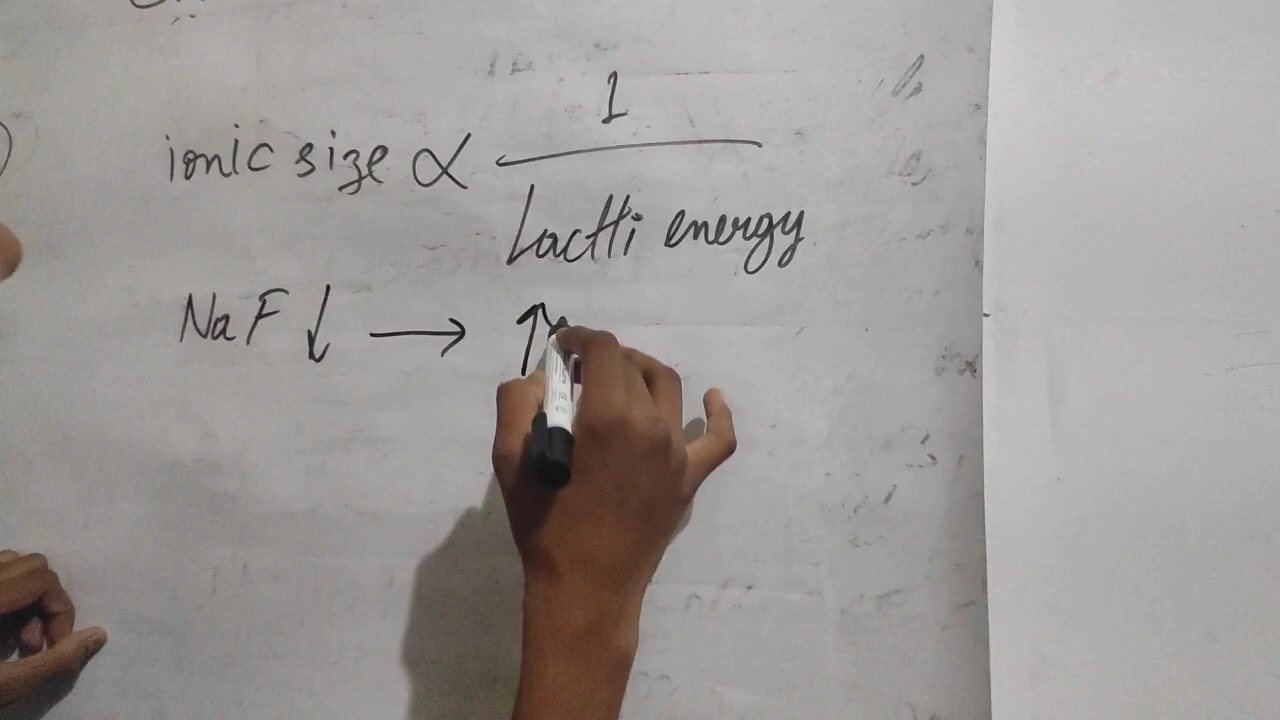 ionic size ∝ 1
Lactti energy
NaF ↓ → ↑